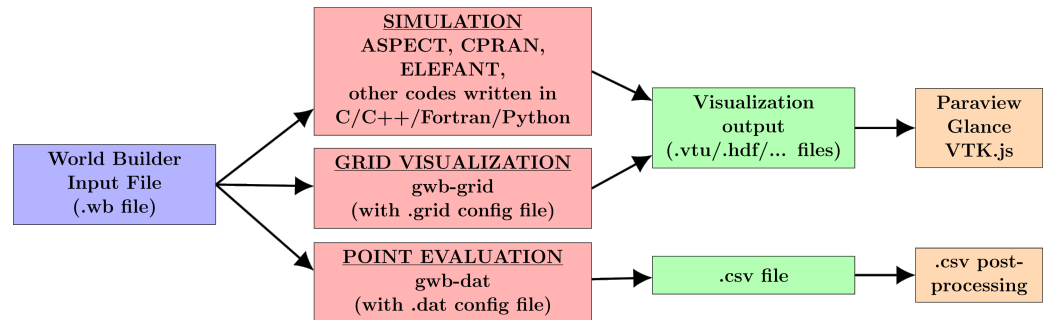 World Builder
Input File
(.wb file)
SIMULATION
ASPECT, CPRAN,
ELEFANT,
other codes written in
C/C++/Fortran/Python
GRID VISUALIZATION
gwb-grid
(with .grid config file)
POINT EVALUATION
gwb-dat
(with .dat config file)
Visualization
output
(.vtu/.hdf/... files)
.csv file
Paraview
Glance
VTK.js
.csv post-
processing